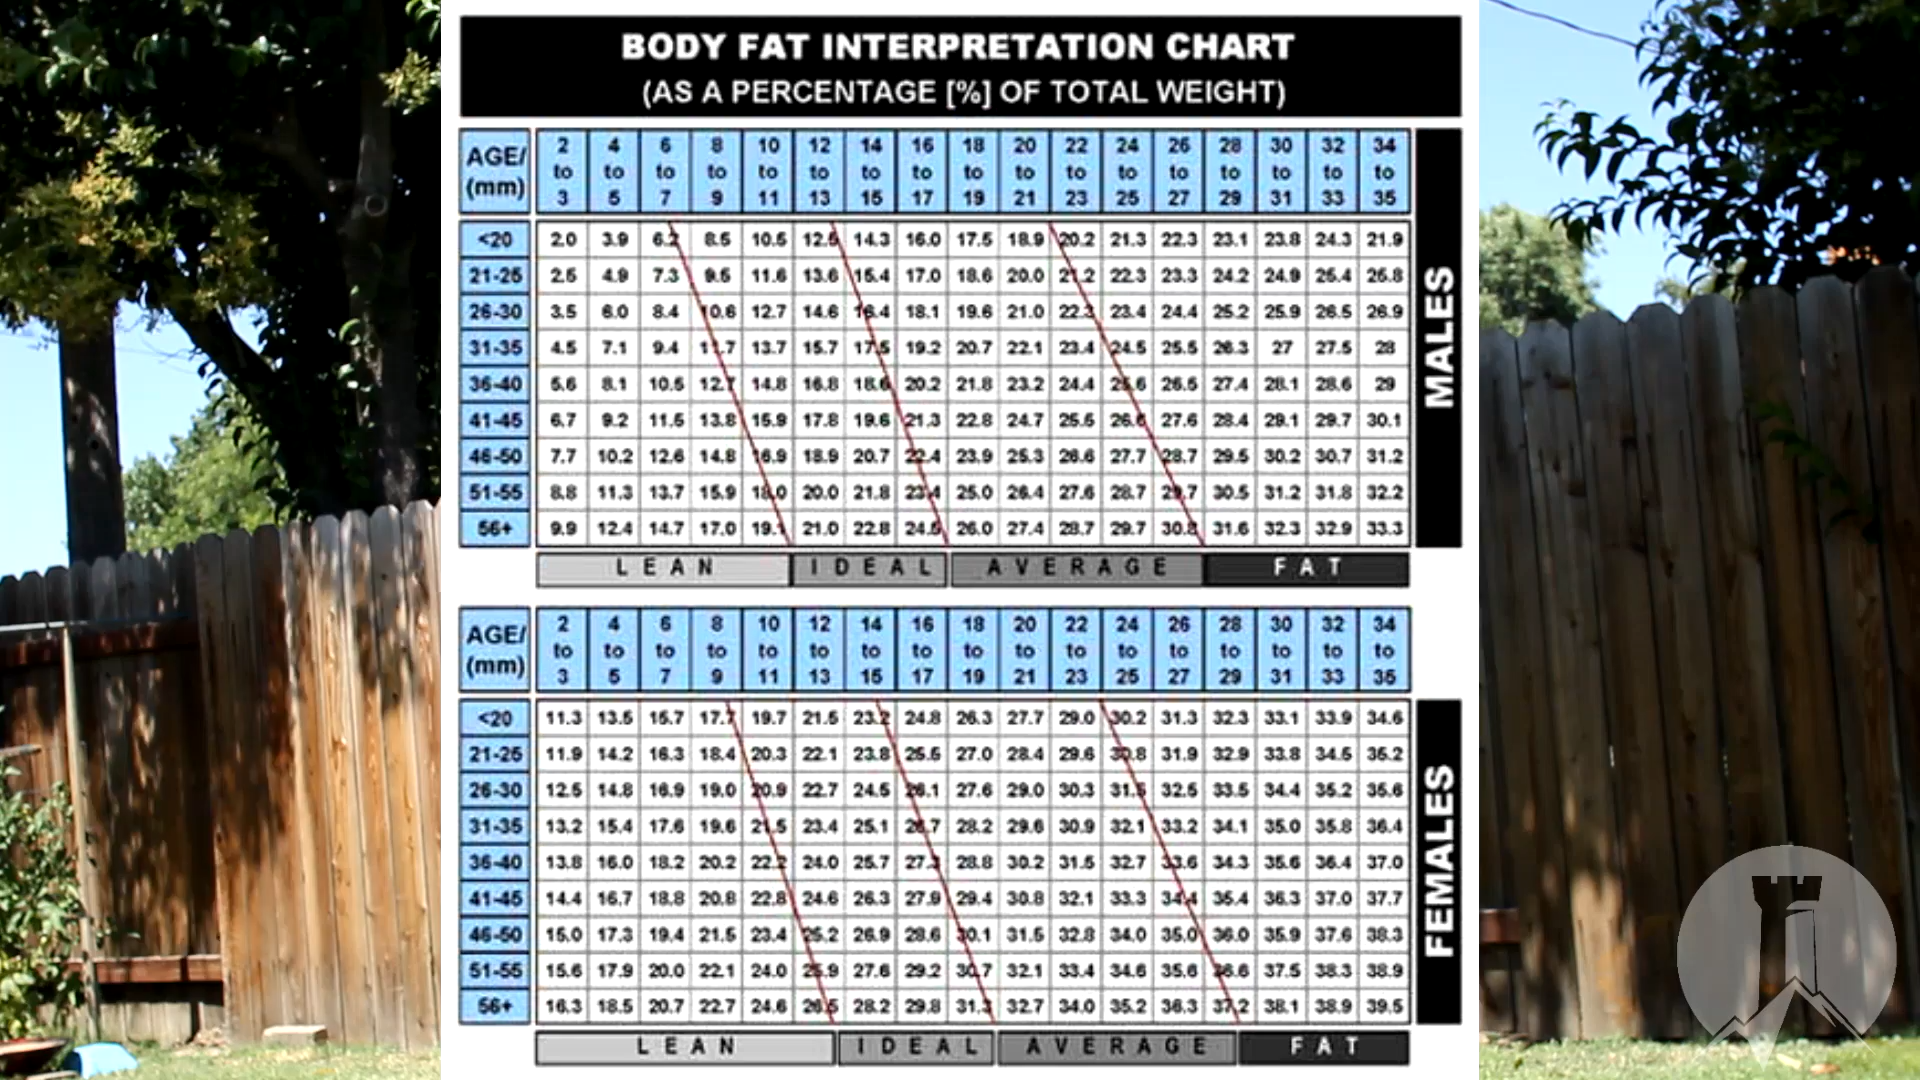 BODY FAT INTERPRETATION CHART
(AS A PERCENTAGE [%] OF TOTAL WEIGHT)
AGE/ (mm) 2 to 3 4 to 5 6 to 7 8 to 9 10 to 11 12 to 13 14 to 15 16 to 17 18 to 19 20 to 21 22 to 23 24 to 25 26 to 27 28 to 29 30 to 31 32 to 33 34 to 35
<20 2.0 3.9 6.2 8.5 10.5 12.5 14.3 16.0 17.5 18.9 20.2 21.3 22.3 23.1 23.8 24.3 21.9
21-25 2.5 4.9 7.3 9.5 11.6 13.6 15.4 17.0 18.6 20.0 21.2 22.3 23.3 24.2 24.9 25.4 25.8
26-30 3.5 6.0 8.4 10.6 12.7 14.6 16.4 18.1 19.6 21.0 22.3 23.4 24.4 25.2 25.9 26.5 26.9
31-35 4.5 7.1 9.4 11.7 13.7 15.7 17.5 19.2 20.7 22.1 23.4 24.5 25.5 26.3 27 27.5 28
36-40 5.6 8.1 10.5 12.7 14.8 16.8 18.6 20.2 21.8 23.2 24.4 25.6 26.5 27.4 28.1 28.6 29
41-45 6.7 9.2 11.5 13.8 15.9 17.8 19.6 21.3 22.8 24.7 25.5 26.6 27.6 28.4 29.1 29.7 30.1
46-50 7.7 10.2 12.6 14.8 16.9 18.9 20.7 22.4 23.9 25.3 26.6 27.7 28.7 29.5 30.2 30.7 31.2
51-55 8.8 11.3 13.7 15.9 18.0 20.0 21.8 23.4 25.0 26.4 27.6 28.7 29.7 30.5 31.2 31.8 32.2
56+ 9.9 12.4 14.7 17.0 19.1 21.0 22.8 24.5 26.0 27.4 28.7 29.7 30.8 31.6 32.3 32.9 33.3
MALES
LEAN IDEAL AVERAGE FAT
AGE/ (mm) 2 to 3 4 to 5 6 to 7 8 to 9 10 to 11 12 to 13 14 to 15 16 to 17 18 to 19 20 to 21 22 to 23 24 to 25 26 to 27 28 to 29 30 to 31 32 to 33 34 to 35
<20 11.3 13.5 15.7 17.7 19.7 21.5 23.2 24.8 26.3 27.7 29.0 30.2 31.3 32.3 33.1 33.9 34.6
21-25 11.9 14.2 16.3 18.4 20.3 22.1 23.8 25.5 27.0 28.4 29.6 30.8 31.9 32.9 33.8 34.5 35.2
26-30 12.5 14.8 16.9 19.0 20.9 22.7 24.5 26.1 27.6 29.0 30.3 31.5 32.5 33.5 34.4 35.2 35.6
31-35 13.2 15.4 17.6 19.6 21.5 23.4 25.1 26.7 28.2 29.6 30.9 32.1 33.2 34.1 35.0 35.8 36.4
36-40 13.8 16.0 18.2 20.2 22.2 24.0 25.7 27.3 28.8 30.2 31.5 32.7 33.6 34.3 35.6 36.4 37.0
41-45 14.4 16.7 18.8 20.8 22.8 24.6 26.3 27.9 29.4 30.8 32.1 33.3 34.4 35.4 36.3 37.0 37.7
46-50 15.0 17.3 19.4 21.5 23.4 25.2 26.9 28.6 30.1 31.5 32.8 34.0 35.0 36.0 35.9 37.6 38.3
51-55 15.6 17.9 20.0 22.1 24.0 25.9 27.6 29.2 30.7 32.1 33.4 34.6 35.6 36.6 37.5 38.3 38.9
56+ 16.3 18.5 20.7 22.7 24.6 26.5 28.2 29.8 31.3 32.7 34.0 35.2 36.3 37.2 38.1 38.9 39.5
FEMALES
LEAN IDEAL AVERAGE FAT